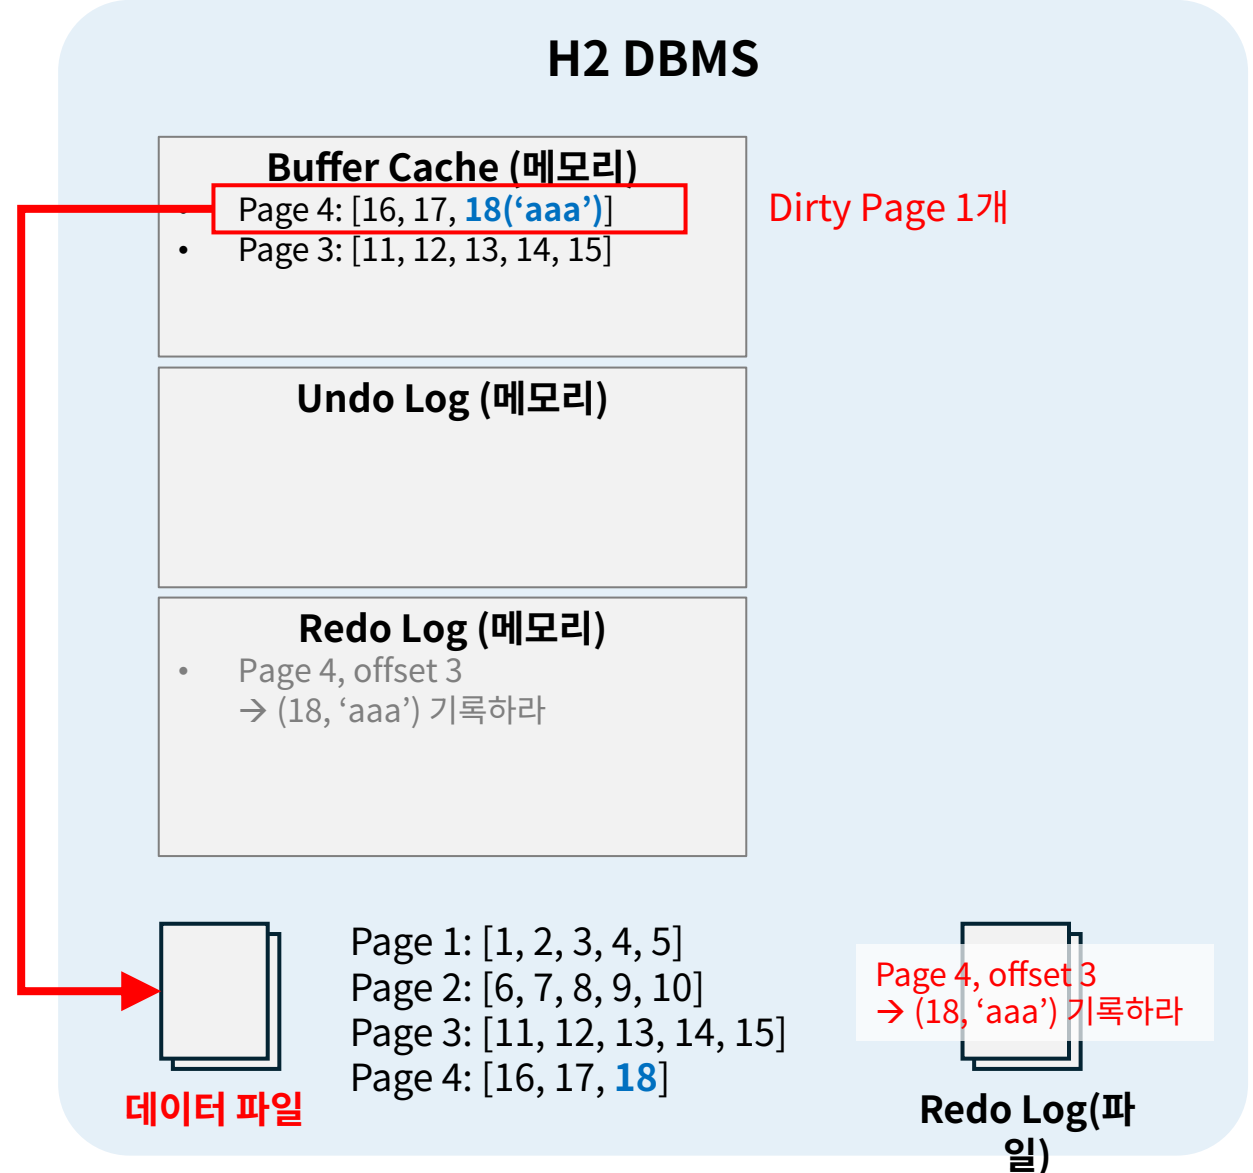 H2 DBMS
Buffer Cache (메모리)
• Page 4: [16, 17, 18(‘aaa’)]
• Page 3: [11, 12, 13, 14, 15]
Dirty Page 1개
Undo Log (메모리)
Redo Log (메모리)
• Page 4, offset 3
→ (18, ‘aaa’) 기록하라
Page 1: [1, 2, 3, 4, 5]
Page 2: [6, 7, 8, 9, 10]
Page 3: [11, 12, 13, 14, 15]
Page 4: [16, 17, 18]
데이터 파일
Page 4, offset 3
→ (18, ‘aaa’) 기록하라
Redo Log(파
일)